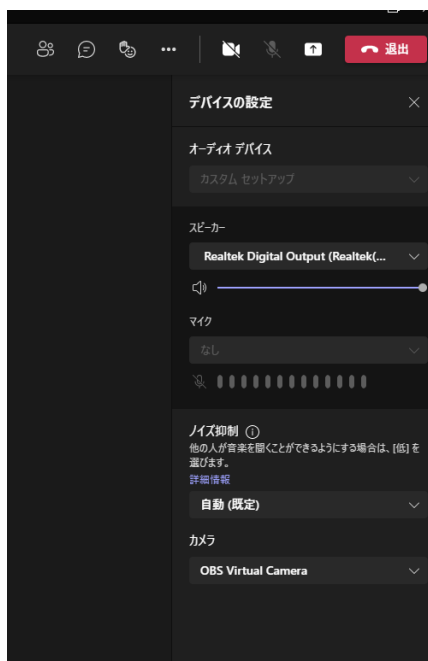 退出
デバイスの設定
オーディオ デバイス
カスタム セットアップ
スピーカー
Realtek Digital Output (Realtek(...
マイク
なし
ノイズ抑制
他の人が音楽を聞くことができるようにする場合は、[低] を
選びます。
詳細情報
自動 (既定)
カメラ
OBS Virtual Camera